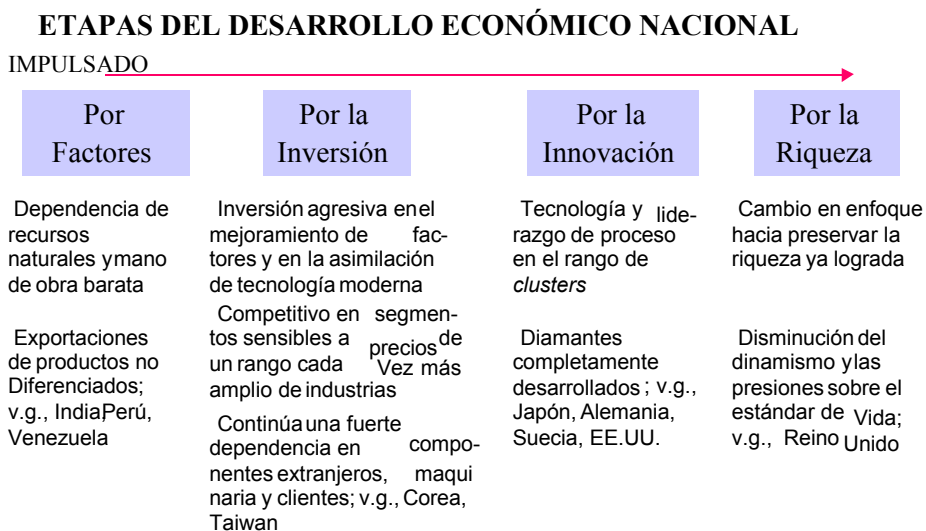 ETAPAS DEL DESARROLLO ECONÓMICO NACIONAL
IMPULSADO
Por
Factores
Dependencia de
recursos
naturales ymano
de obra barata
Exportaciones
de productos no
Diferenciados;
v.g., IndiaPerú,
Venezuela
Por la
Inversión
Inversión agresiva enel
mejoramiento de fac-
tores y en la asimilación
de tecnología moderna
Competitivo en segmen-
tos sensibles a precios de
un rango cada Vez más
amplio de industrias
Continúa una fuerte
dependencia en compo-
nentes extranjeros, maqui
naria y clientes; v.g., Corea,
Taiwan
Por la
Innovación
Tecnología y lide-
razgo de proceso
en el rango de
clusters
Diamantes
completamente
desarrollados ; v.g.,
Japón, Alemania,
Suecia, EE.UU.
Por la
Riqueza
Cambio en enfoque
hacia preservar la
riqueza ya lograda
Disminución del
dinamismo ylas
presiones sobre el
estándar de Vida;
v.g., Reino Unido